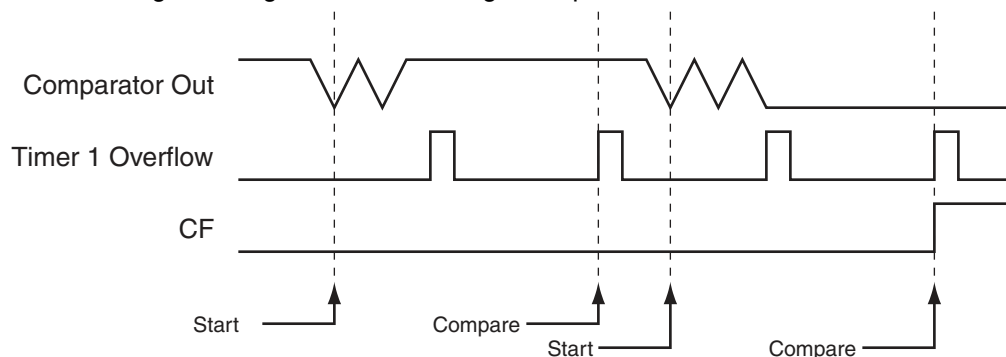 Comparator Out
Timer 1 Overflow
CF
Start
Compare
Start
Compare